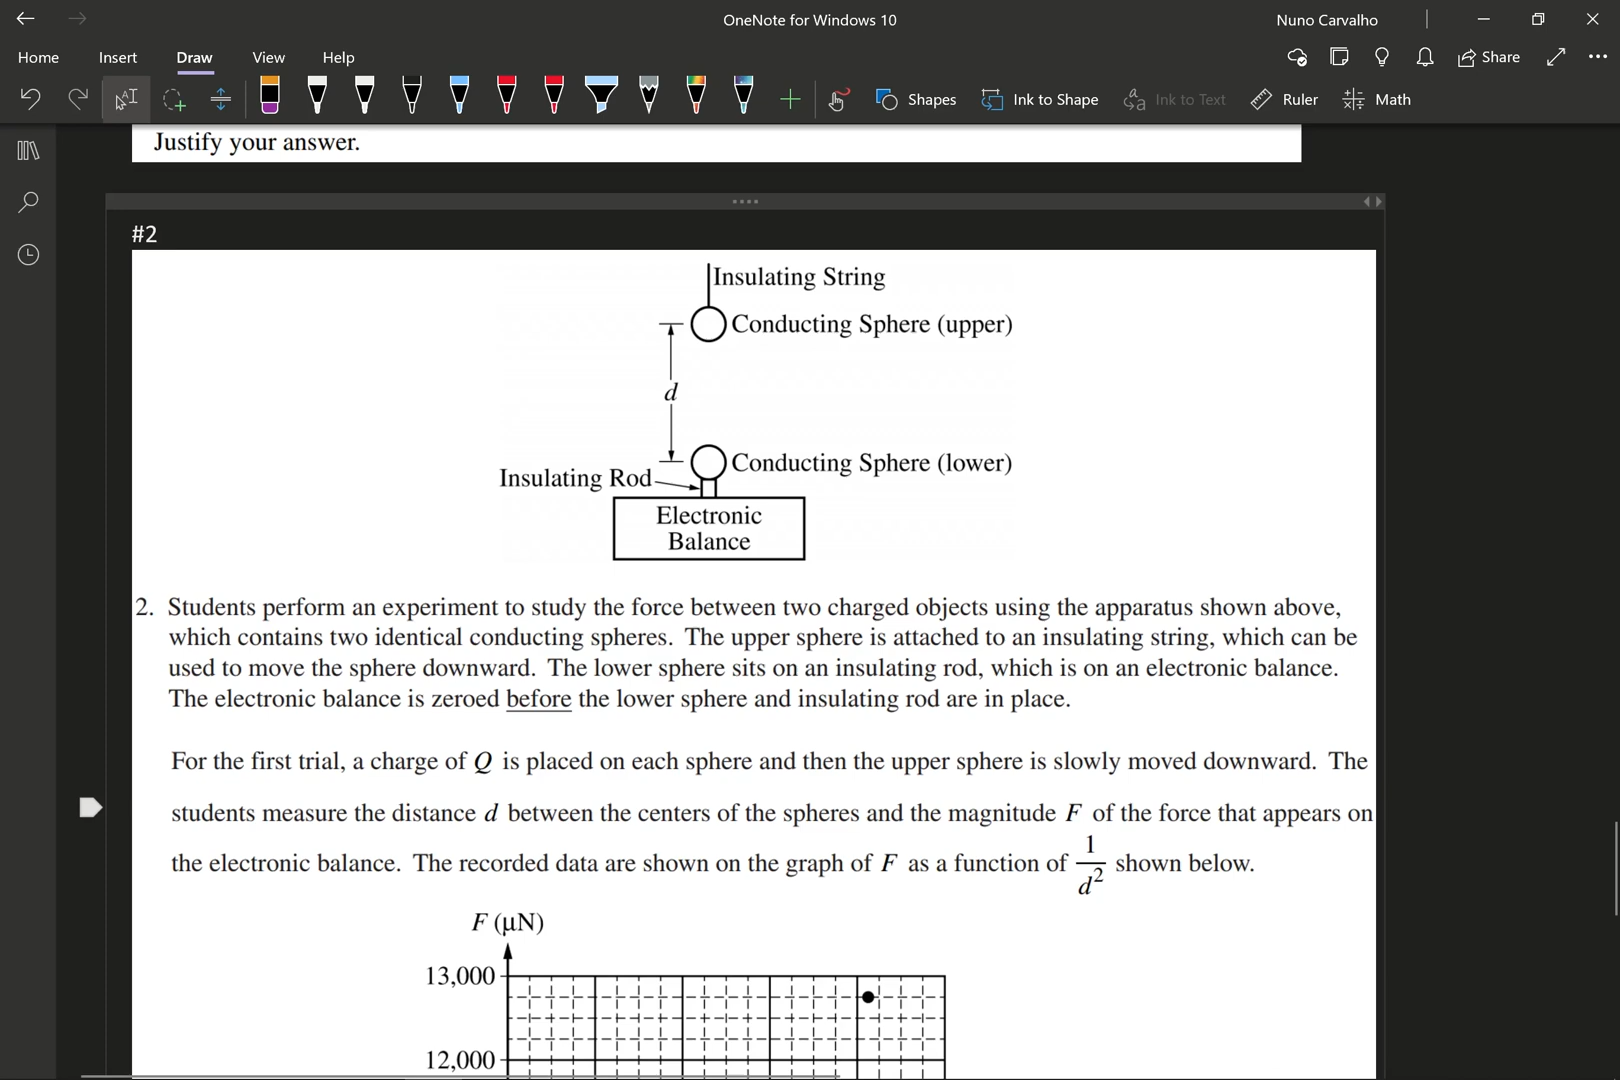 OneNote for Windows 10
Nuno Carvalho
Home Insert Draw View Help
Share
Shapes Ink to Shape Ink to Text Ruler Math
Justify your answer.
#2
Insulating String
Conducting Sphere (upper)
d
Conducting Sphere (lower)
Insulating Rod
Electronic
Balance
2. Students perform an experiment to study the force between two charged objects using the apparatus shown above,
which contains two identical conducting spheres. The upper sphere is attached to an insulating string, which can be
used to move the sphere downward. The lower sphere sits on an insulating rod, which is on an electronic balance.
The electronic balance is zeroed before the lower sphere and insulating rod are in place.
For the first trial, a charge of Q is placed on each sphere and then the upper sphere is slowly moved downward. The
students measure the distance d between the centers of the spheres and the magnitude F of the force that appears on
the electronic balance. The recorded data are shown on the graph of F as a function of 1/d² shown below.
F (µN)
13,000
12,000